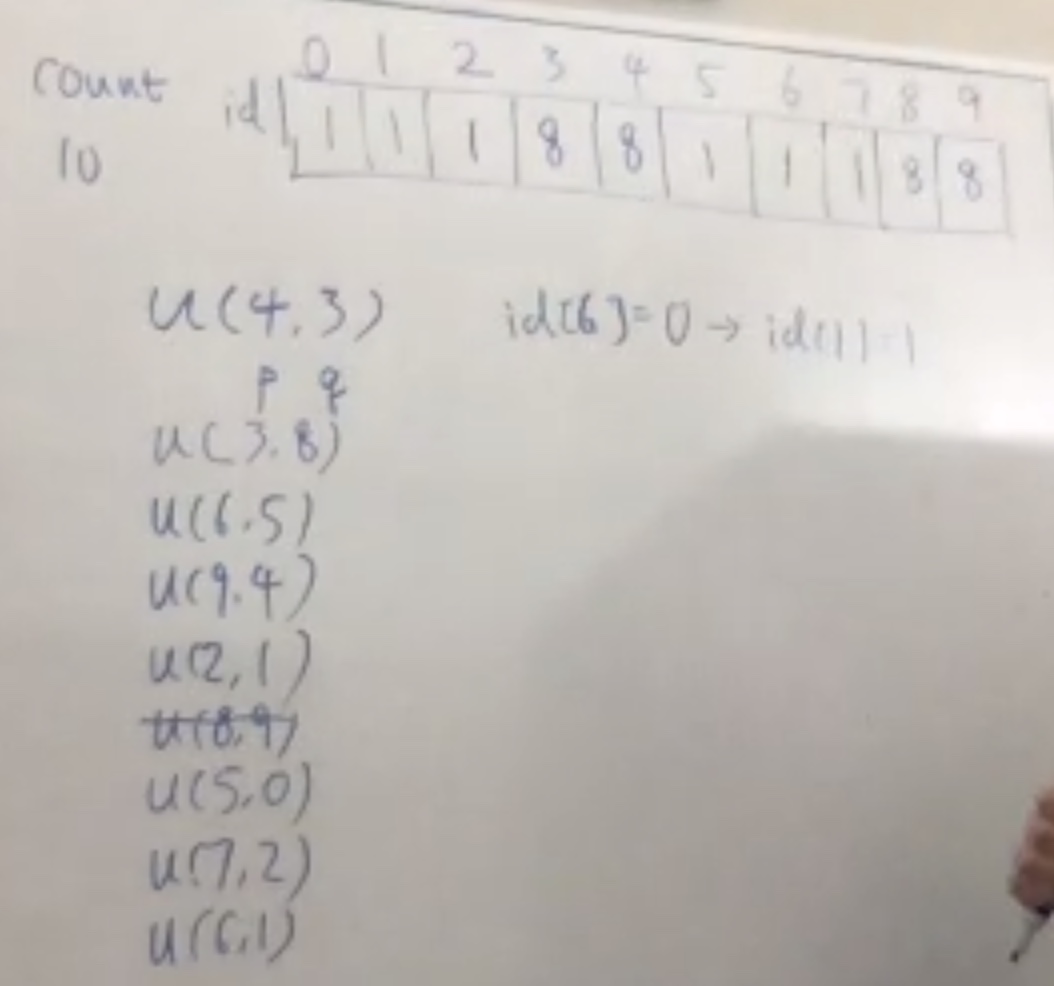 count
0 1 2 3 4 5 6 7 8 9
id 1 1 1 8 8 1 1 1 8 8
10
u(4.3) id[6]=0→id[1]=1
p q
u(3.8)
u(6.5)
u(9.4)
u(2,1)
u(8,9)
u(5,0)
u(7,2)
u(6,1)